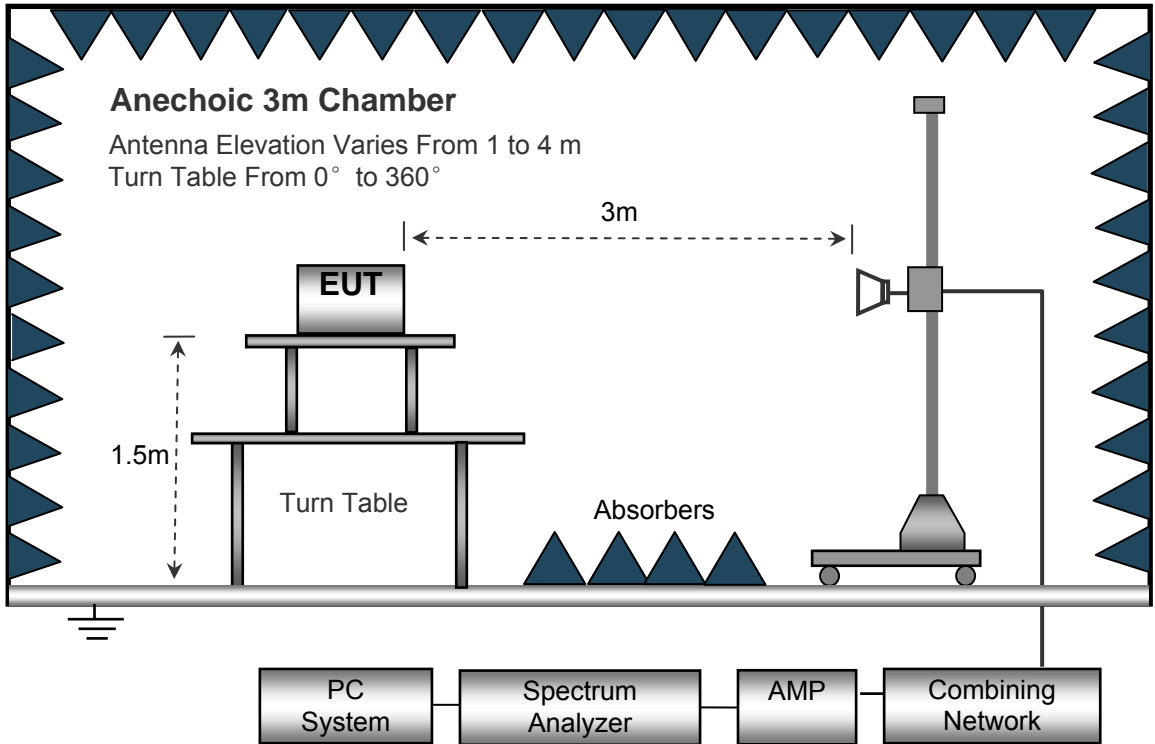 Anechoic 3m Chamber
Antenna Elevation Varies From 1 to 4 m
Turn Table From 0° to 360°
3m
EUT
1.5m
Turn Table
Absorbers
PC
System
Spectrum
Analyzer
AMP
Combining
Network